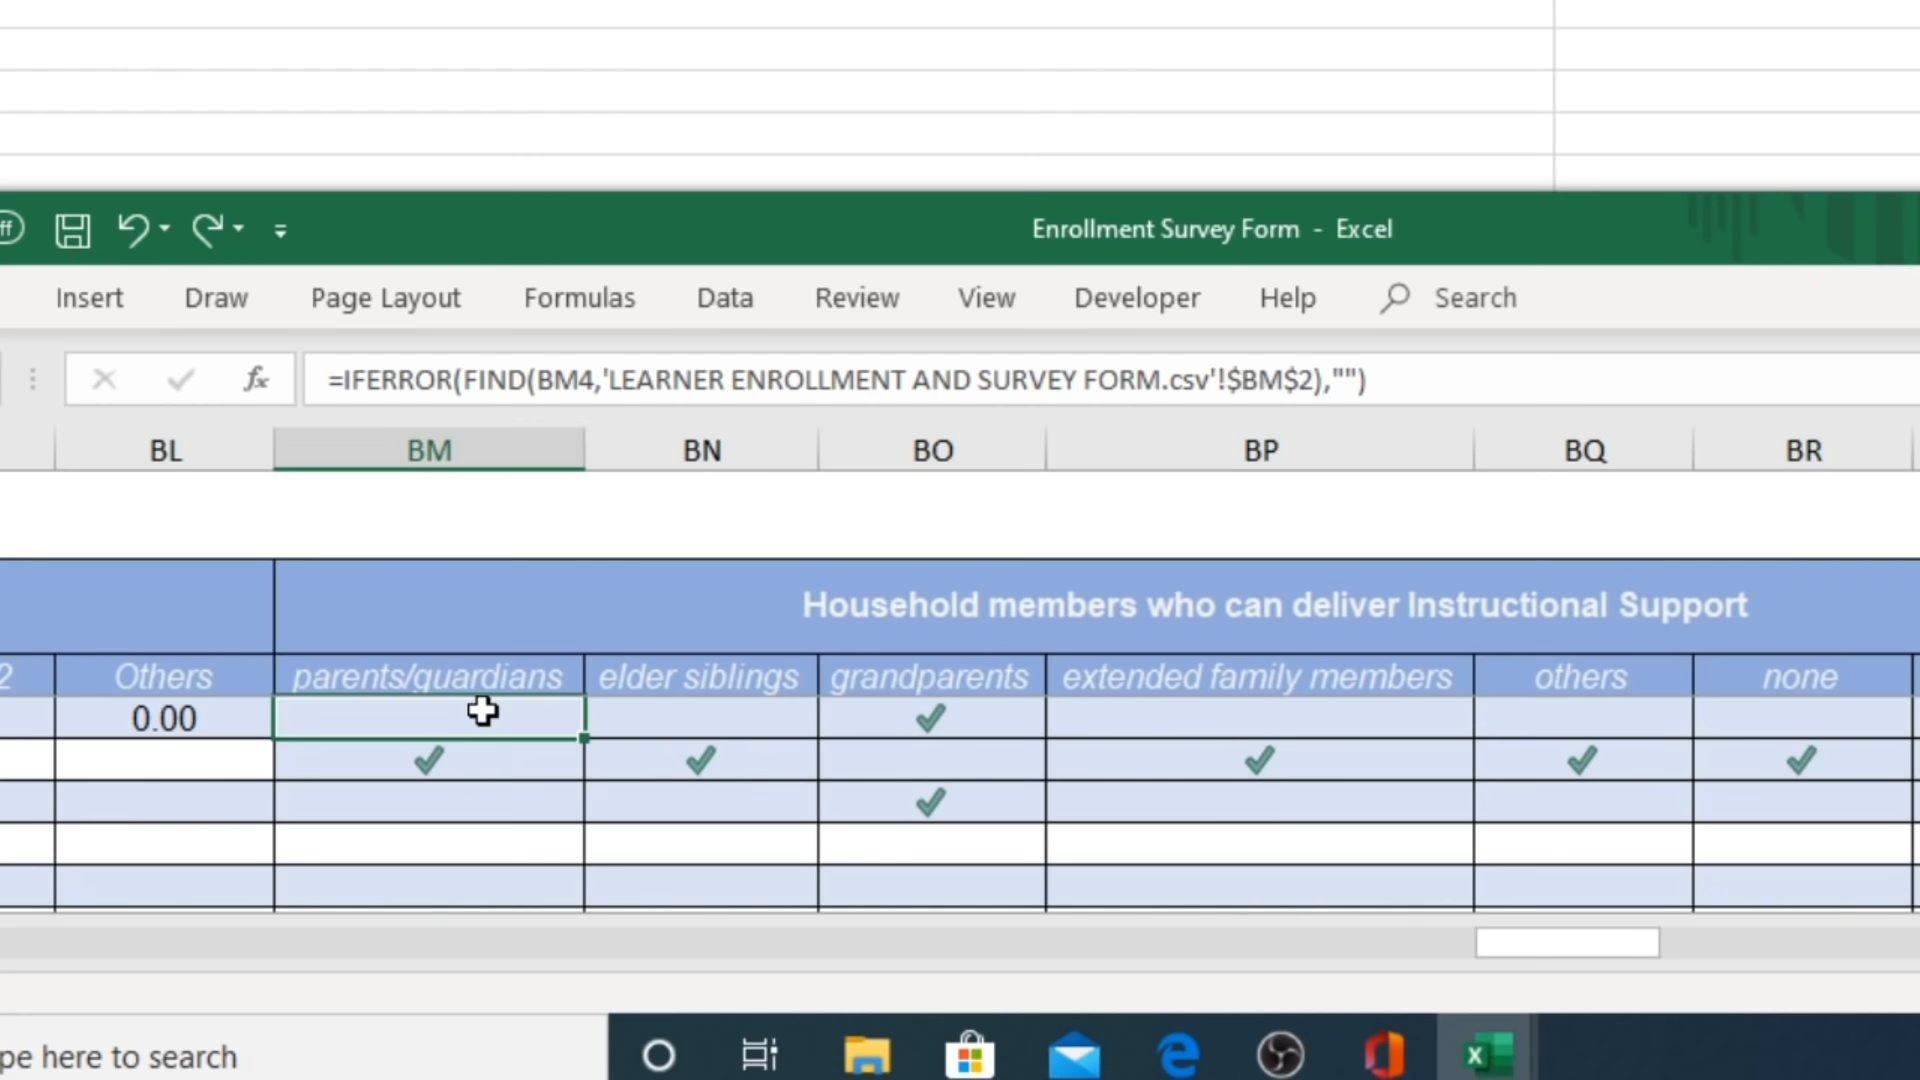 ff
Enrollment Survey Form - Excel
Insert Draw Page Layout Formulas Data Review View Developer Help Search
fx =IFERROR(FIND(BM4,'LEARNER ENROLLMENT AND SURVEY FORM.csv'!$BM$2),"")
BL BM BN BO BP BQ BR
Household members who can deliver Instructional Support
2 Others parents/guardians elder siblings grandparents extended family members others none
0.00
pe here to search